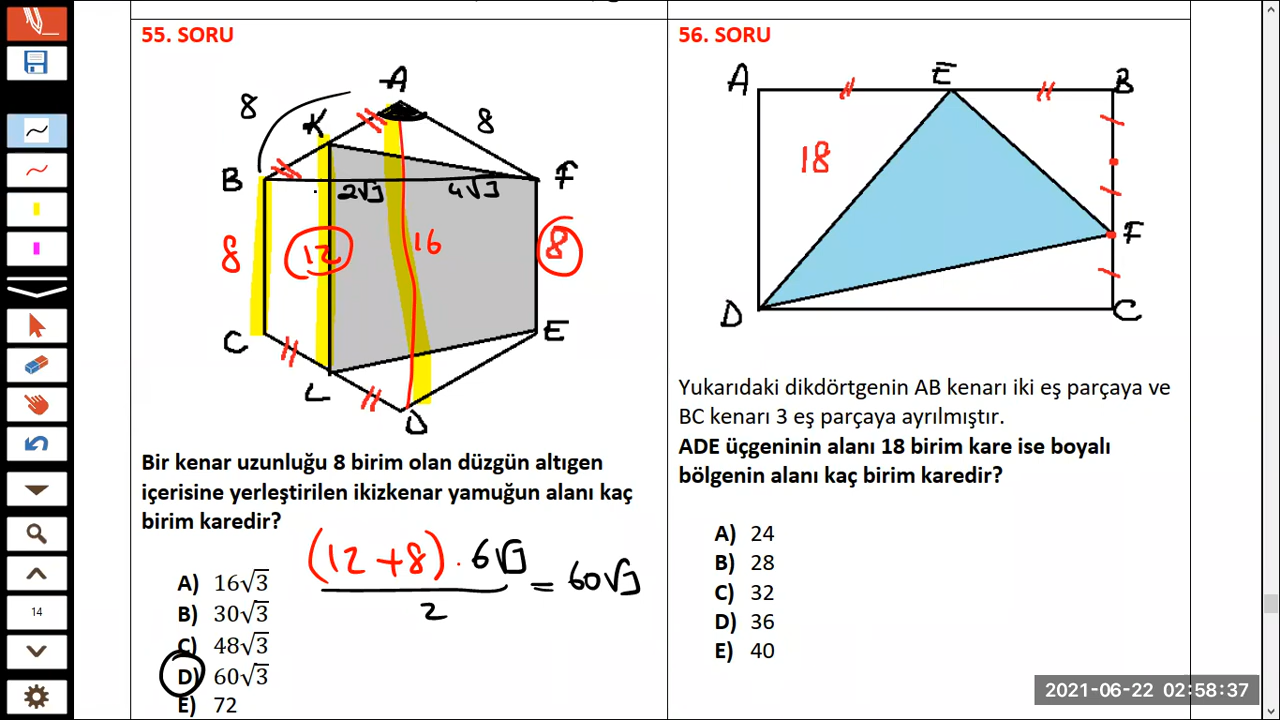 55. SORU
A
8
K
8
B
F
2√3
4√3
8
12
16
8
C
E
L
D
Bir kenar uzunluğu 8 birim olan düzgün altıgen
içerisine yerleştirilen ikizkenar yamuğun alanı kaç
birim karedir?
(12 + 8) · 6√3
2
= 60√3
A) 16√3
B) 30√3
C) 48√3
D) 60√3
E) 72
56. SORU
A
E
B
18
F
D
C
Yukarıdaki dikdörtgenin AB kenarı iki eş parçaya ve
BC kenarı 3 eş parçaya ayrılmıştır.
ADE üçgeninin alanı 18 birim kare ise boyalı
bölgenin alanı kaç birim karedir?
A) 24
B) 28
C) 32
D) 36
E) 40
14
2021-06-22 02:58:37